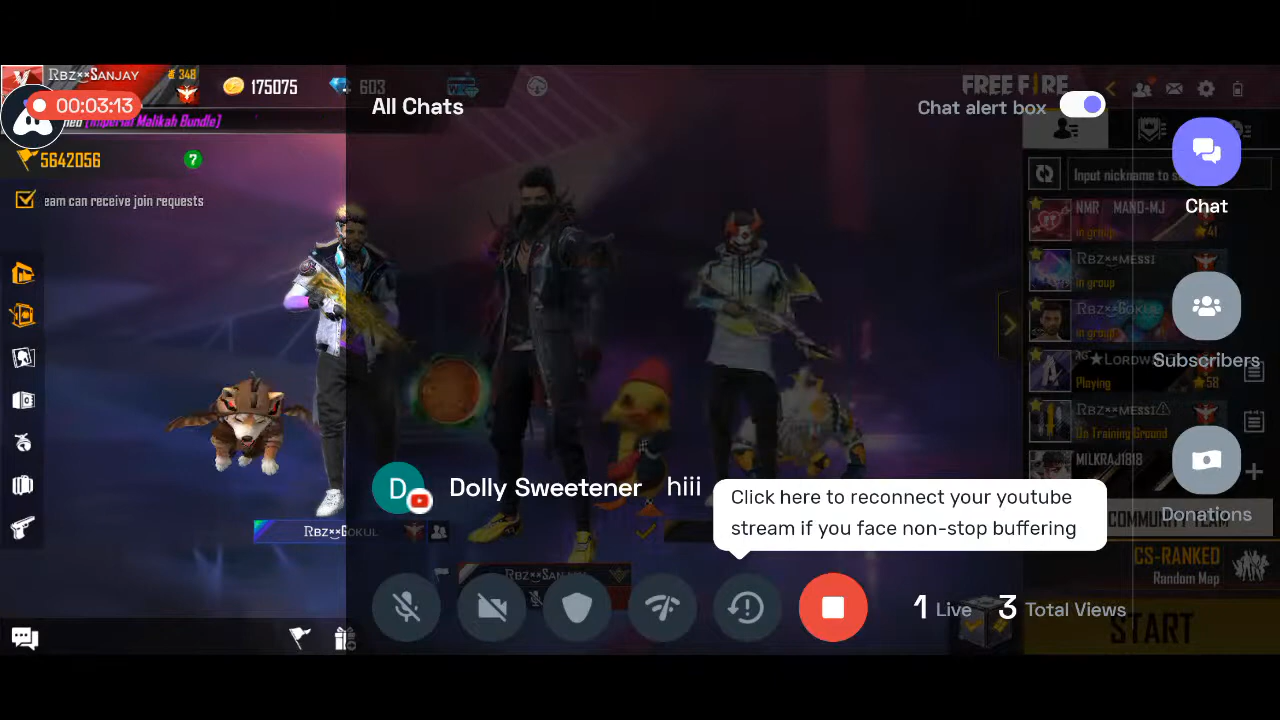 RBZ××SANJAY
348
175075
603
FREE FIRE
00:03:13
All Chats
Chat alert box
[Imperial Malikah Bundle]
5642056
?
eam can receive join requests
Input nickname to s
Chat
NMR MANO-MJ
in group
41
RBZ××MESSI
in group
RBZ××GOKUL
in group
Subscribers
Playing
58
RBZ××MESSI
On Training Ground
MILKRAJ1818
D
Dolly Sweetener hiii
Click here to reconnect your youtube
stream if you face non-stop buffering
Donations
COMMUNITY TEAM
RBZ××GOKUL
CS-RANKED
Random Map
RBZ××SANJAY
1 Live 3 Total Views
START